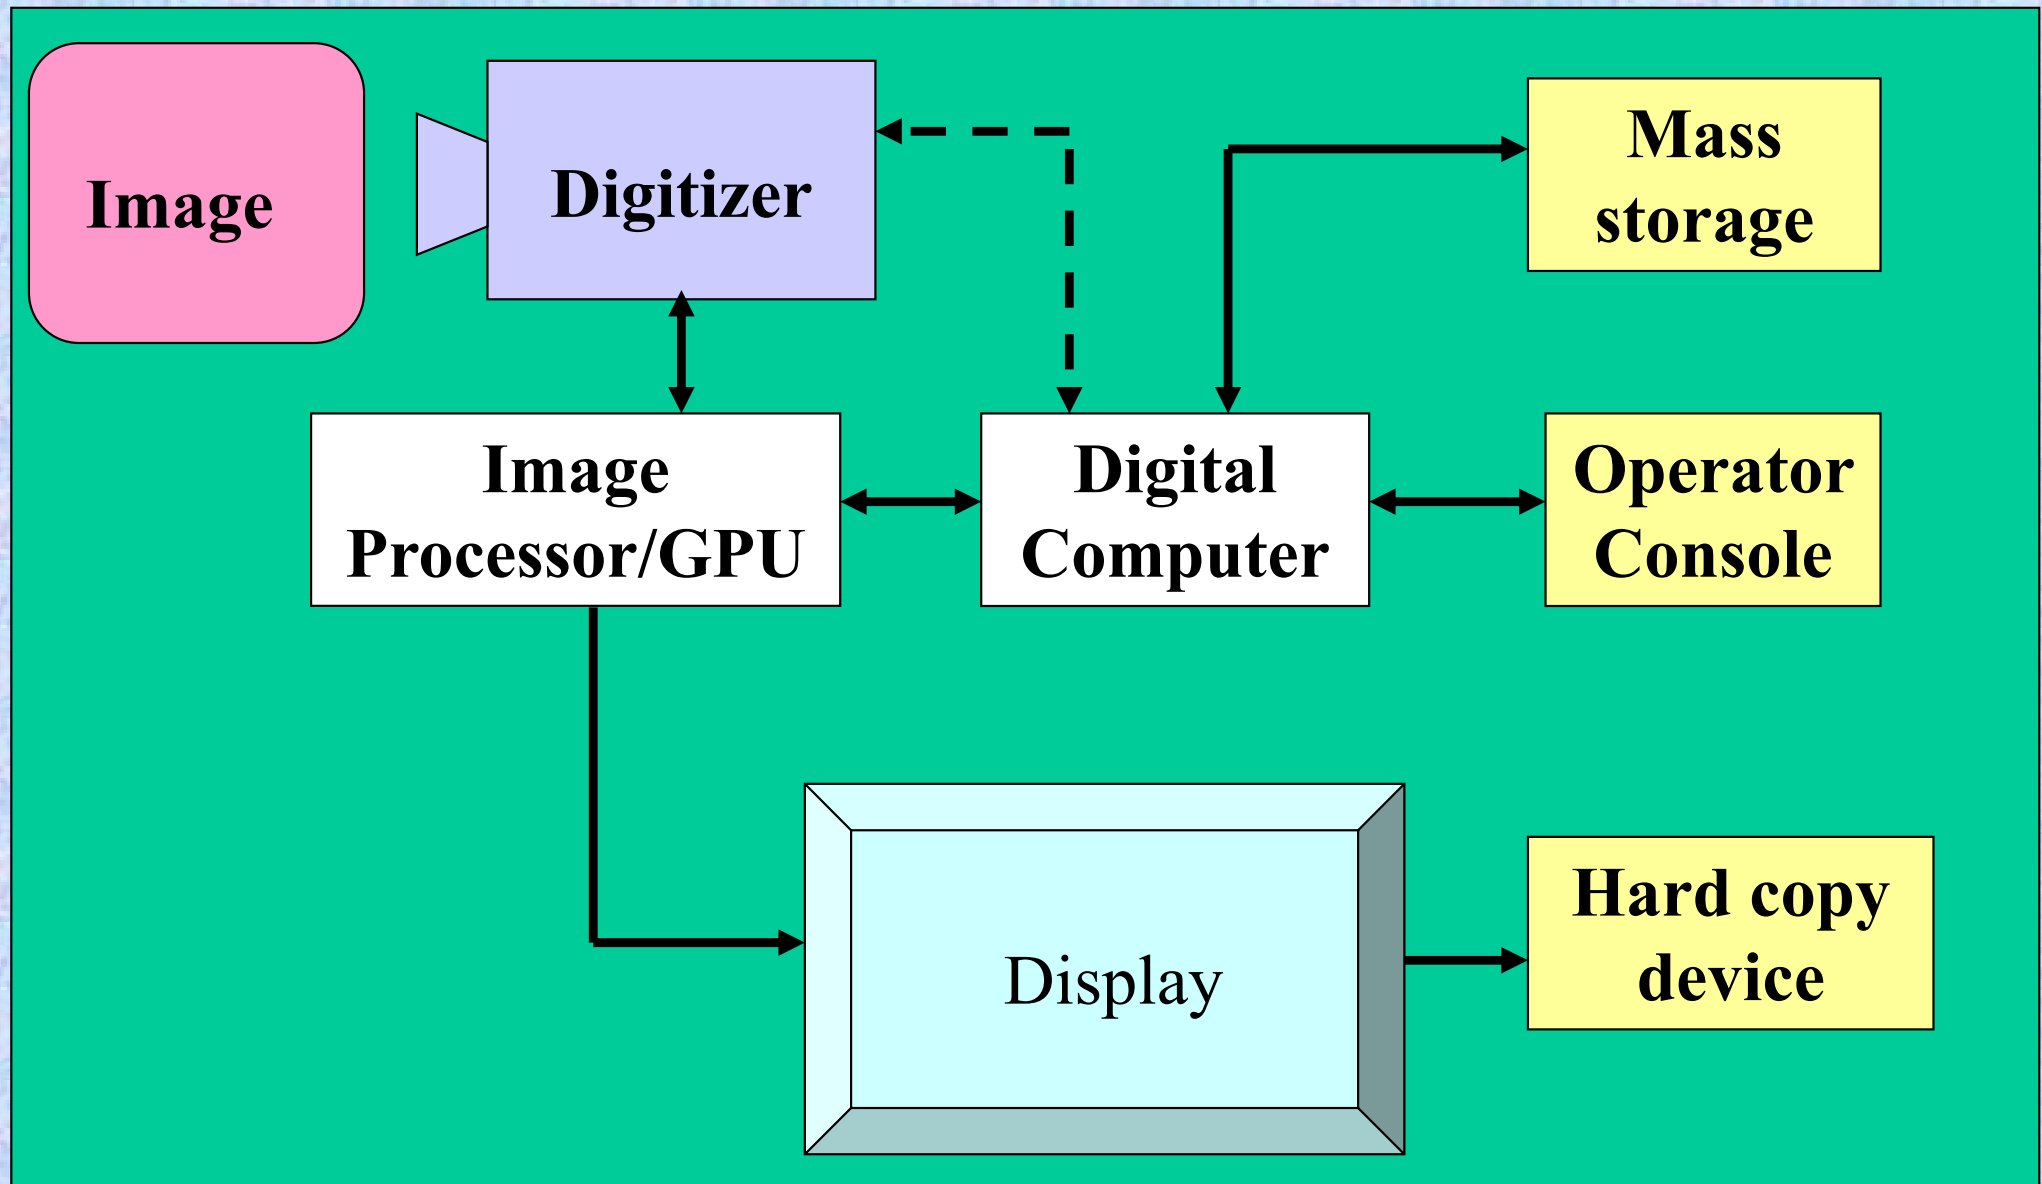 Image
Digitizer
Mass
storage
Image
Processor/GPU
Digital
Computer
Operator
Console
Display
Hard copy
device